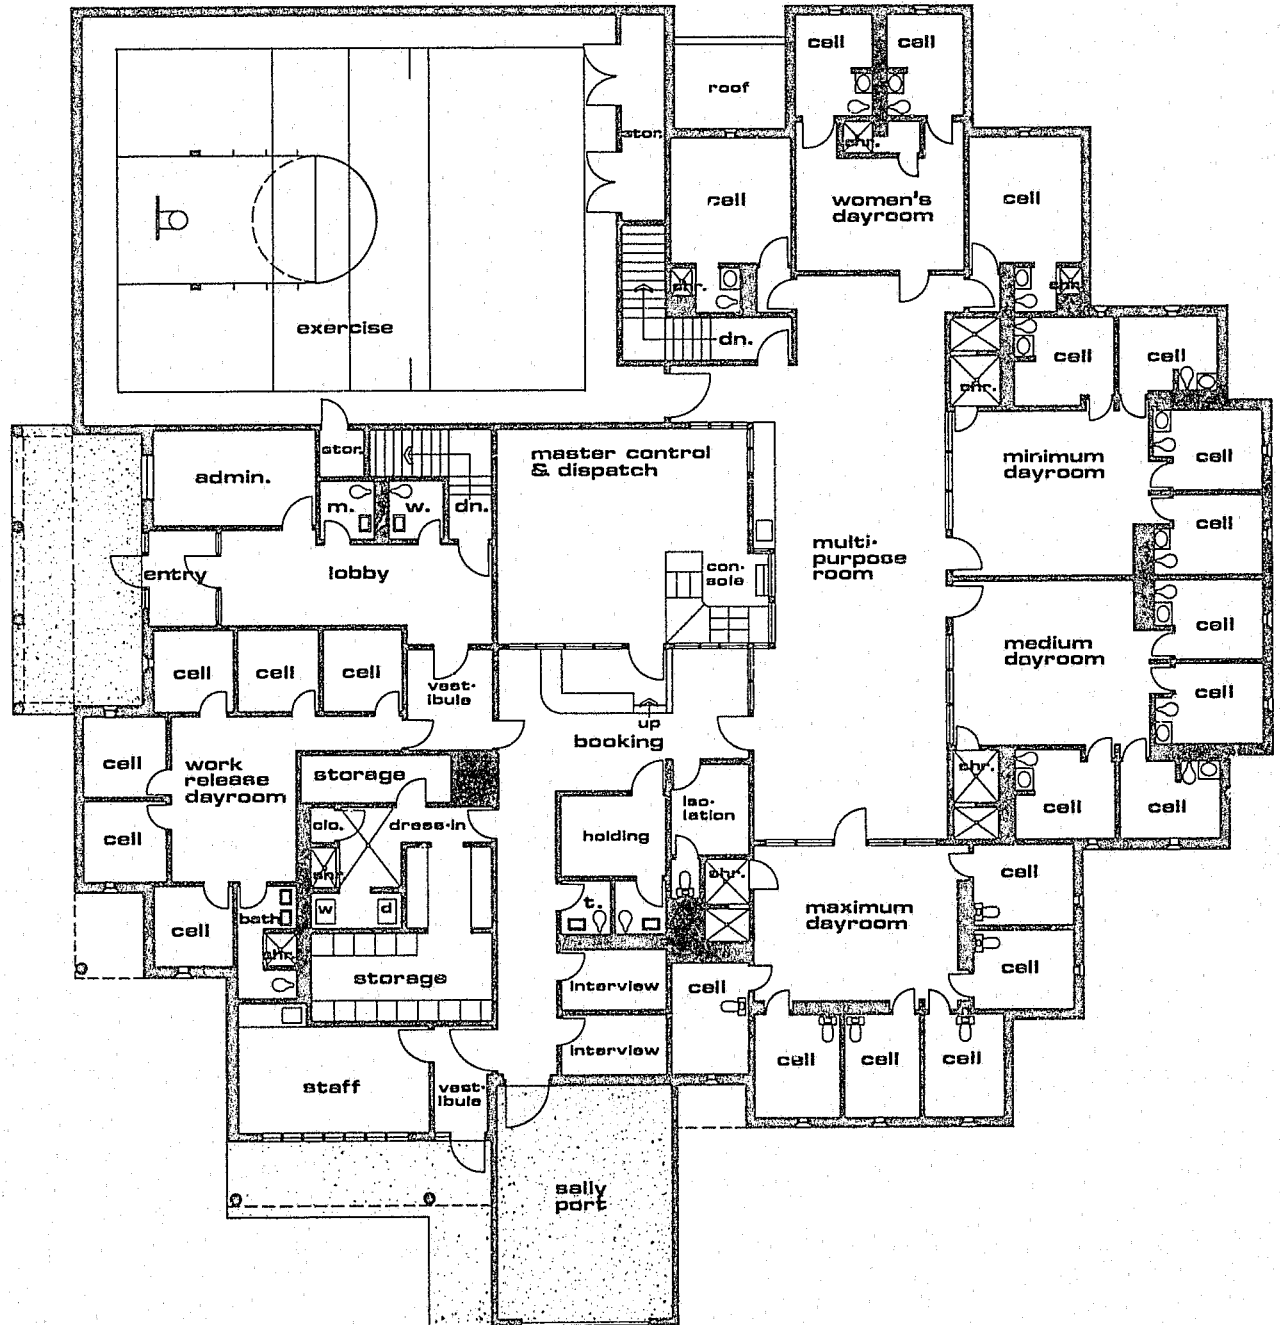 cell
cell
roof
stor.
shr.
cell
women's
dayroom
cell
shr.
shr.
exercise
dn.
cell
cell
shr.
admin.
stor.
master control
& dispatch
minimum
dayroom
cell
m.
w.
dn.
cell
entry
lobby
con-
sole
multi-
purpose
room
cell
medium
dayroom
cell
cell
cell
cell
vest-
ibule
up
booking
cell
work
release
dayroom
storage
shr.
cell
cell
iso-
lation
cell
clo.
dress-in
holding
shr.
shr.
cell
w
d
bath
cell
t.
maximum
dayroom
shr.
cell
storage
interview
cell
interview
cell
cell
cell
staff
vest-
ibule
sally
port